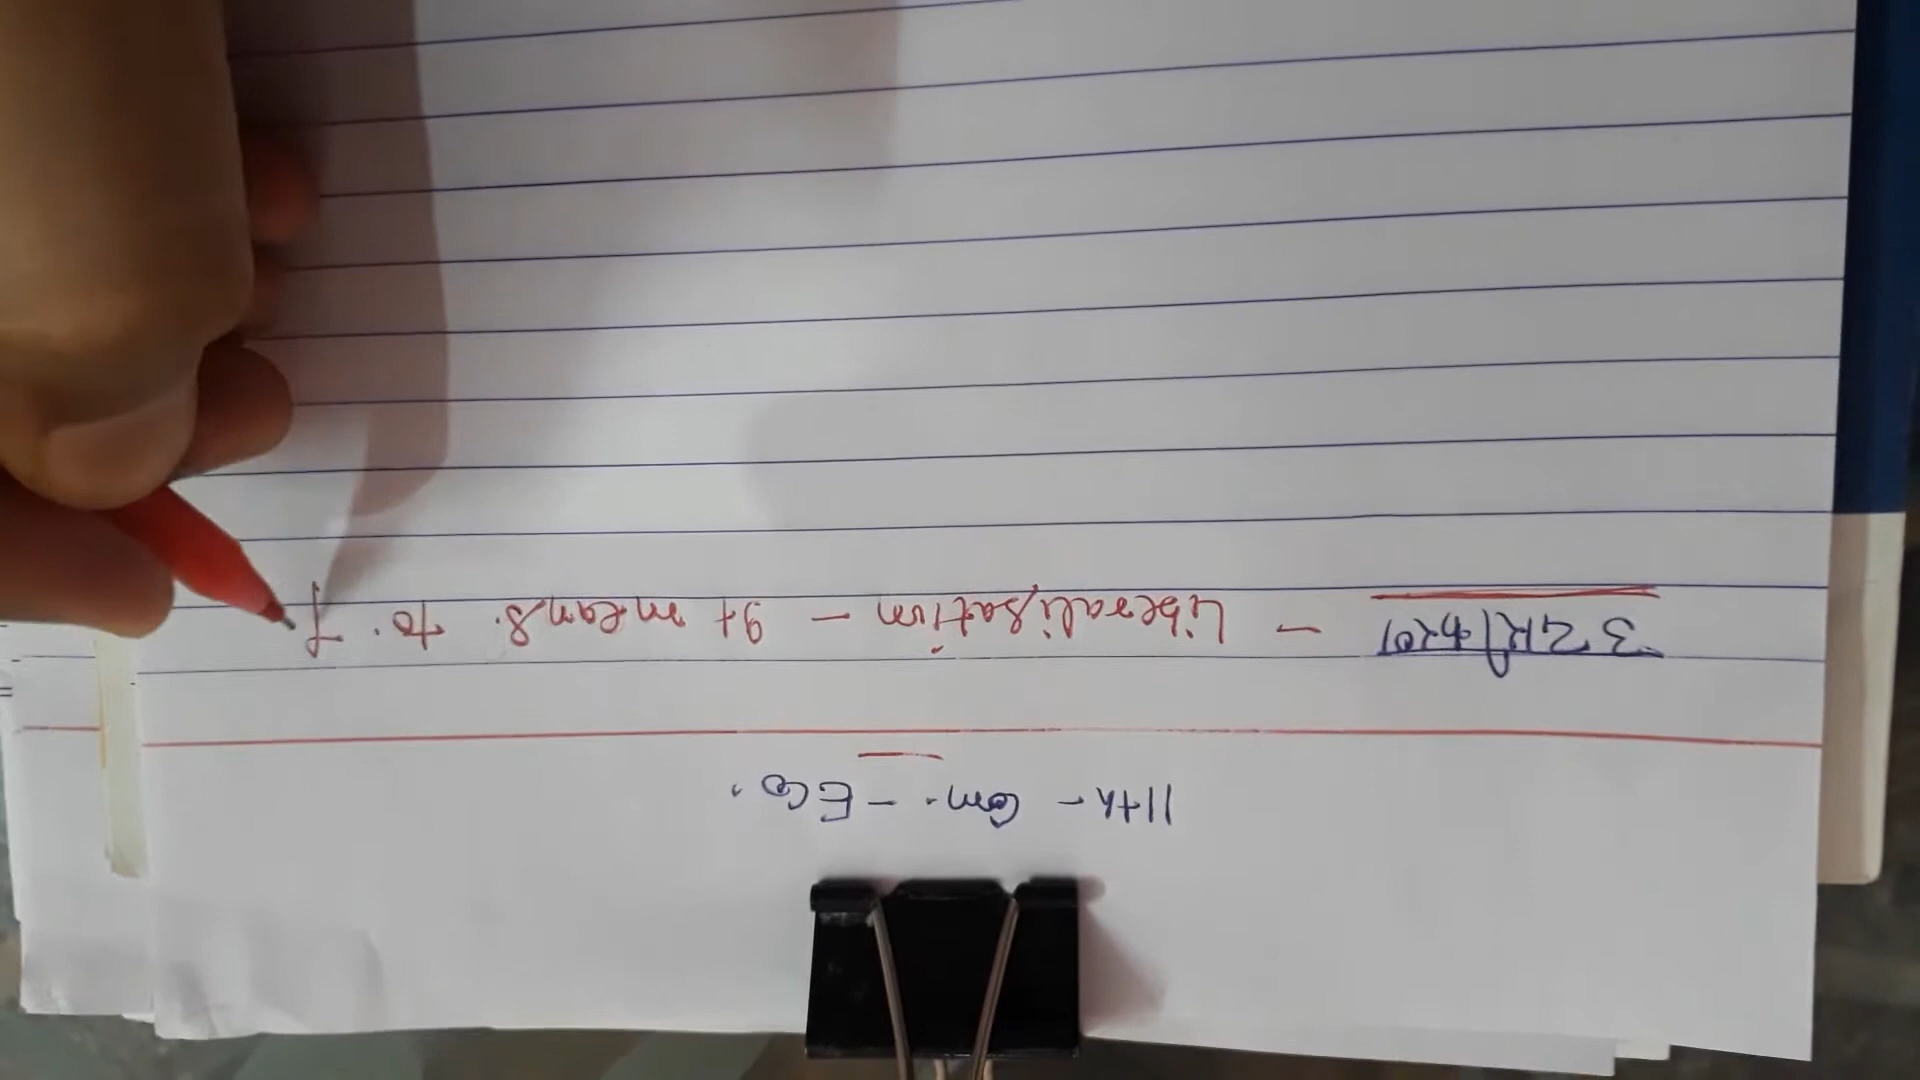 11th - Com. - Eco.
उदारीकरण - Liberalisation - It means. to. f